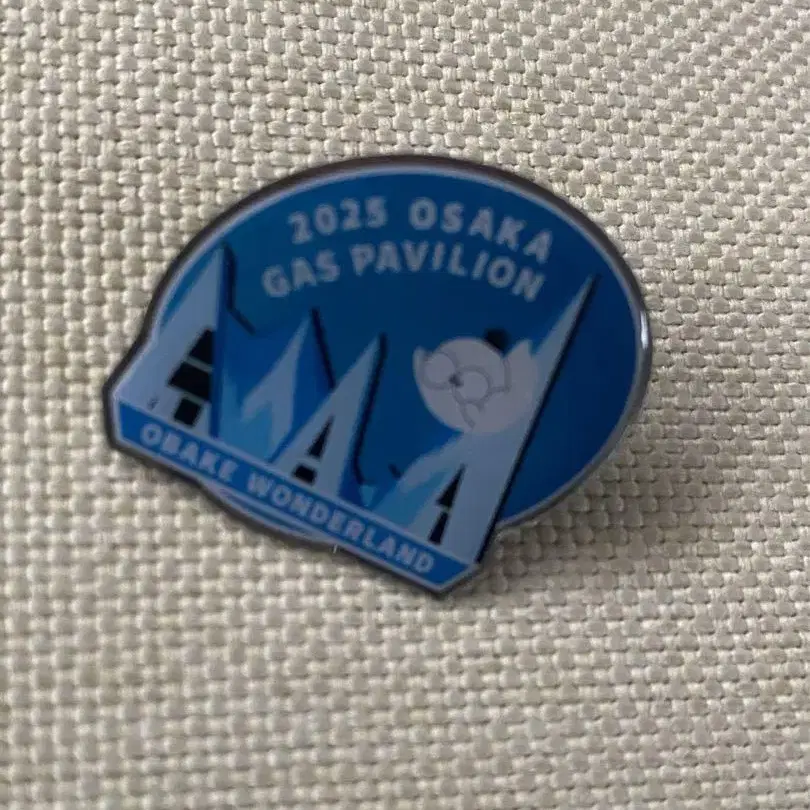 2025 OSAKA
GAS PAVILION
OBAKE WONDERLAND